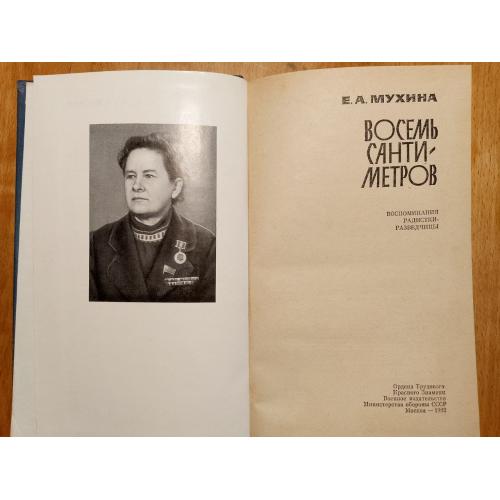 Е. А. МУХИНА
ВОСЕМЬ
САНТИ-
МЕТРОВ
ВОСПОМИНАНИЯ
РАДИСТКИ-
РАЗВЕДЧИЦЫ
Ордена Трудового
Красного Знамени
Военное издательство
Министерства обороны СССР
Москва — 1982